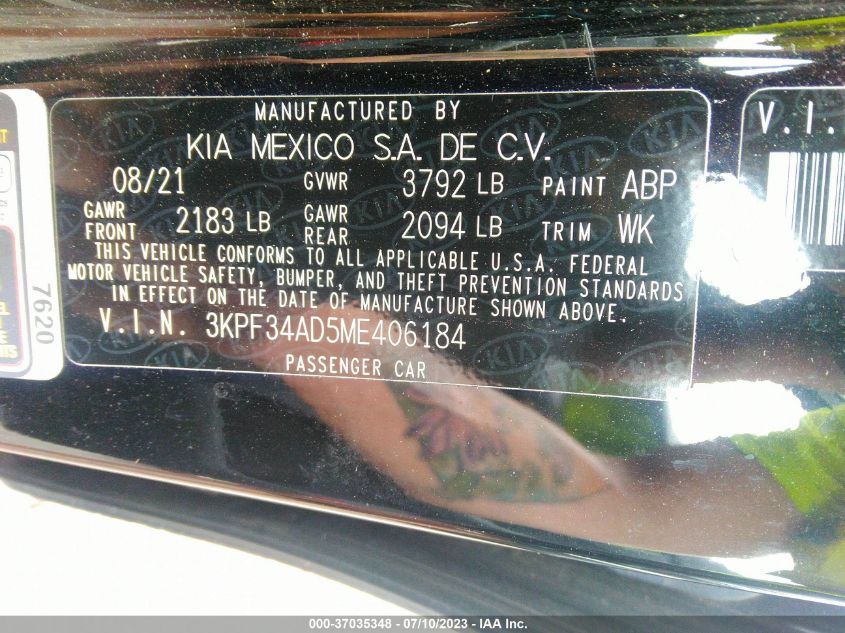 MANUFACTURED BY
KIA MEXICO S.A. DE C.V.
08/21 GVWR 3792 LB PAINT ABP
GAWR FRONT 2183 LB GAWR REAR 2094 LB TRIM WK
THIS VEHICLE CONFORMS TO ALL APPLICABLE U.S.A. FEDERAL
MOTOR VEHICLE SAFETY, BUMPER, AND THEFT PREVENTION STANDARDS
IN EFFECT ON THE DATE OF MANUFACTURE SHOWN ABOVE.
V.I.N. 3KPF34AD5ME406184
PASSENGER CAR
7620
V.I.
000-37035348 - 07/10/2023 - IAA Inc.